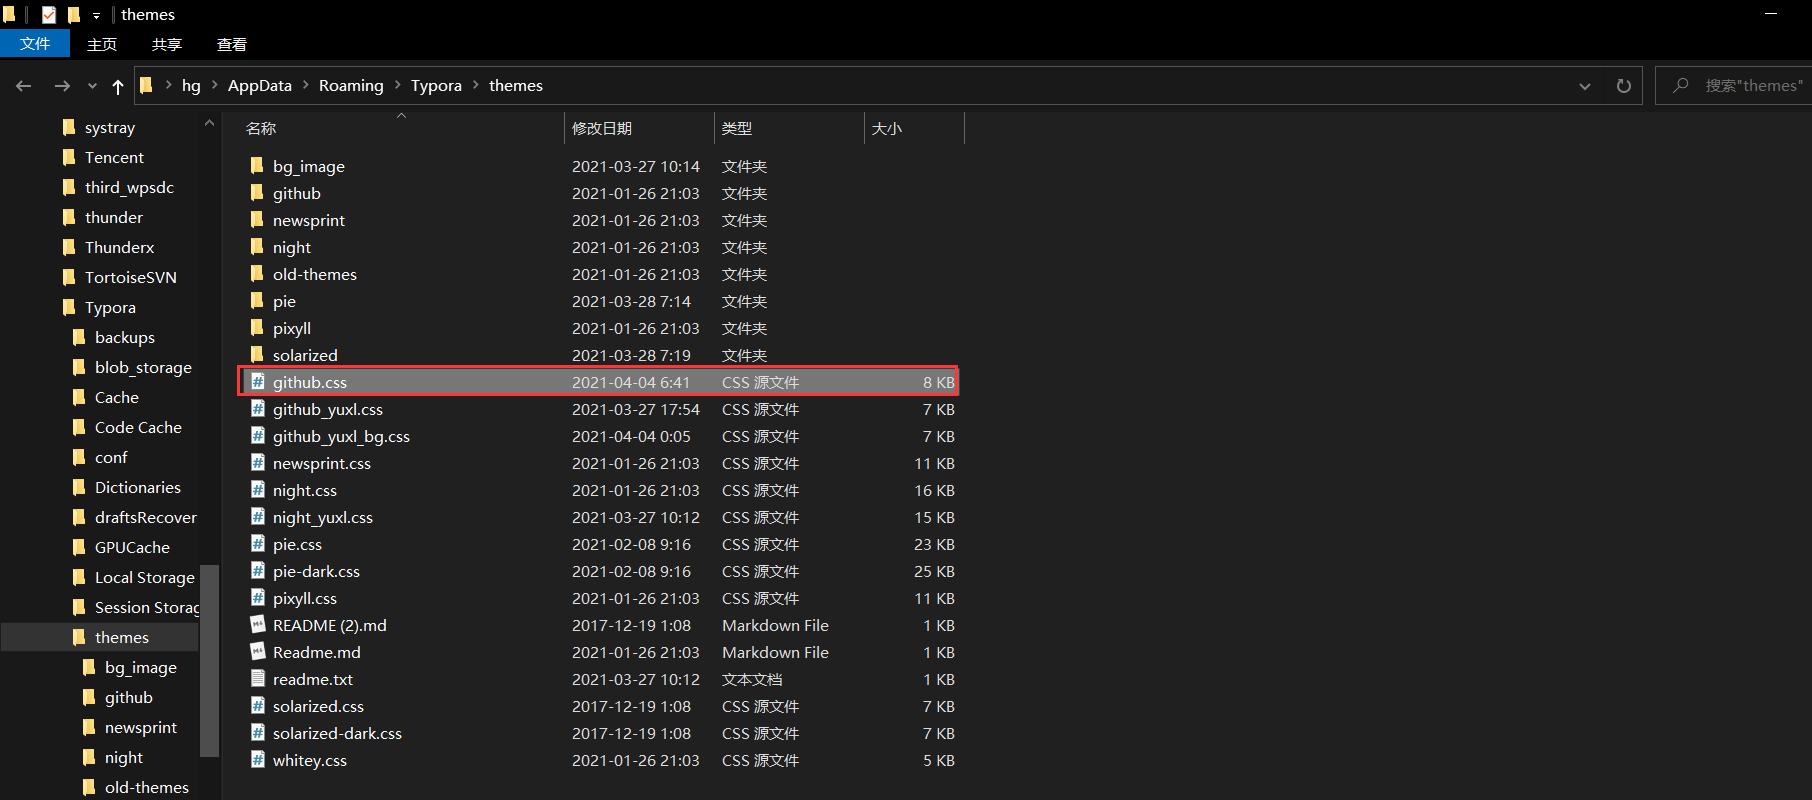 themes
文件 主页 共享 查看
hg AppData Roaming Typora themes 搜索"themes"
systray
Tencent
third_wpsdc
thunder
Thunderx
TortoiseSVN
Typora
backups
blob_storage
Cache
Code Cache
conf
Dictionaries
draftsRecover
GPUCache
Local Storage
Session Storag
themes
bg_image
github
newsprint
night
old-themes
名称 修改日期 类型 大小
bg_image 2021-03-27 10:14 文件夹
github 2021-01-26 21:03 文件夹
newsprint 2021-01-26 21:03 文件夹
night 2021-01-26 21:03 文件夹
old-themes 2021-01-26 21:03 文件夹
pie 2021-03-28 7:14 文件夹
pixyll 2021-01-26 21:03 文件夹
solarized 2021-03-28 7:19 文件夹
github.css 2021-04-04 6:41 CSS 源文件 8 KB
github_yuxl.css 2021-03-27 17:54 CSS 源文件 7 KB
github_yuxl_bg.css 2021-04-04 0:05 CSS 源文件 7 KB
newsprint.css 2021-01-26 21:03 CSS 源文件 11 KB
night.css 2021-01-26 21:03 CSS 源文件 16 KB
night_yuxl.css 2021-03-27 10:12 CSS 源文件 15 KB
pie.css 2021-02-08 9:16 CSS 源文件 23 KB
pie-dark.css 2021-02-08 9:16 CSS 源文件 25 KB
pixyll.css 2021-01-26 21:03 CSS 源文件 11 KB
README (2).md 2017-12-19 1:08 Markdown File 1 KB
Readme.md 2021-01-26 21:03 Markdown File 1 KB
readme.txt 2021-03-27 10:12 文本文档 1 KB
solarized.css 2017-12-19 1:08 CSS 源文件 7 KB
solarized-dark.css 2017-12-19 1:08 CSS 源文件 7 KB
whitey.css 2021-01-26 21:03 CSS 源文件 5 KB